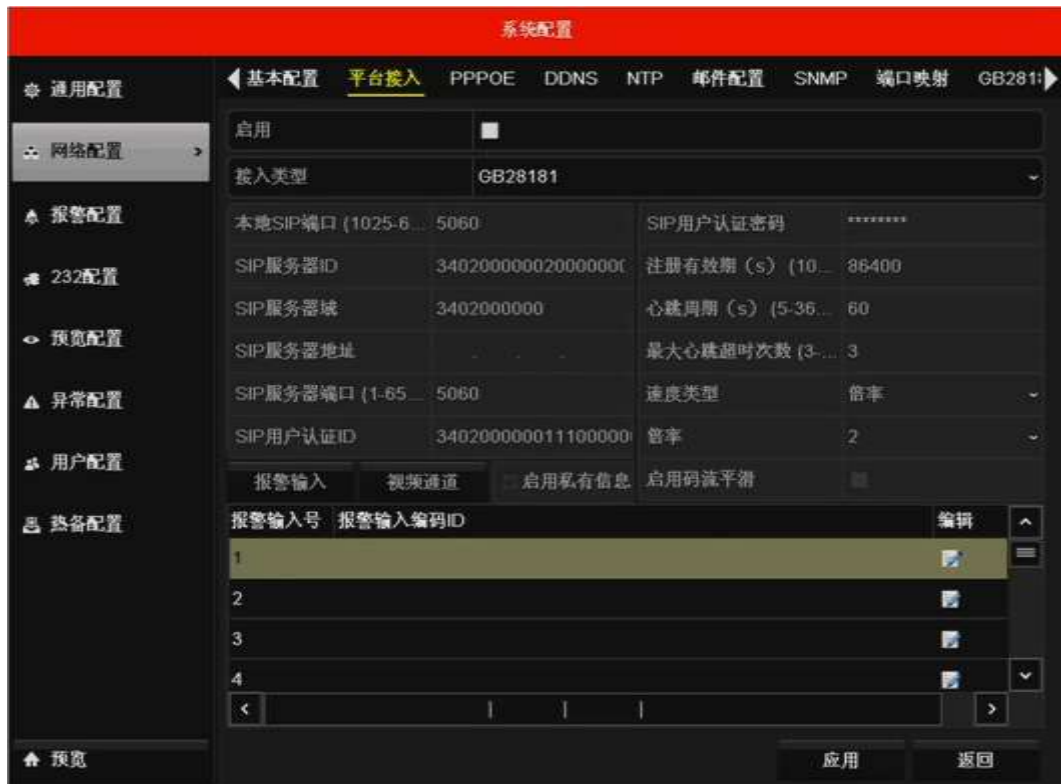 系统配置
通用配置
网络配置
报警配置
232配置
预览配置
异常配置
用户配置
热备配置
预览
基本配置 平台接入 PPPOE DDNS NTP 邮件配置 SNMP 端口映射 GB2818
启用
接入类型 GB28181
本地SIP端口 (1025-6... 5060 SIP用户认证密码 ********
SIP服务器ID 34020000002000000( 注册有效期（s） (10... 86400
SIP服务器域 3402000000 心跳周期（s） (5-36... 60
SIP服务器地址 . . . 最大心跳超时次数 (3-... 3
SIP服务器端口 (1-65... 5060 速度类型 倍率
SIP用户认证ID 340200000011100000 倍率 2
报警输入 视频通道 启用私有信息 启用码流平滑
报警输入号 报警输入编码ID 编辑
1
2
3
4
应用 返回